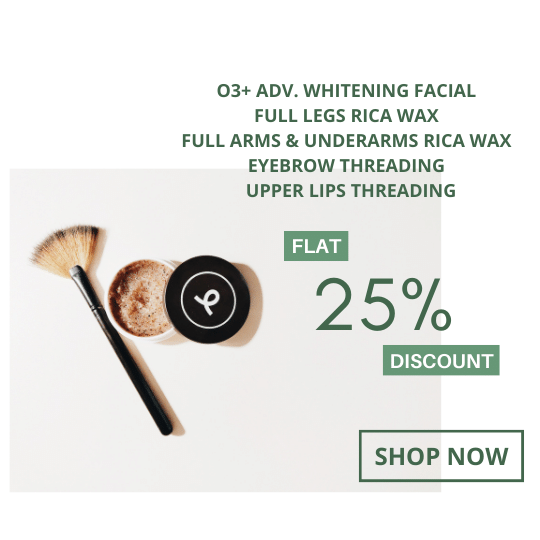 O3+ ADV. WHITENING FACIAL
FULL LEGS RICA WAX
FULL ARMS & UNDERARMS RICA WAX
EYEBROW THREADING
UPPER LIPS THREADING
FLAT
25%
DISCOUNT
SHOP NOW